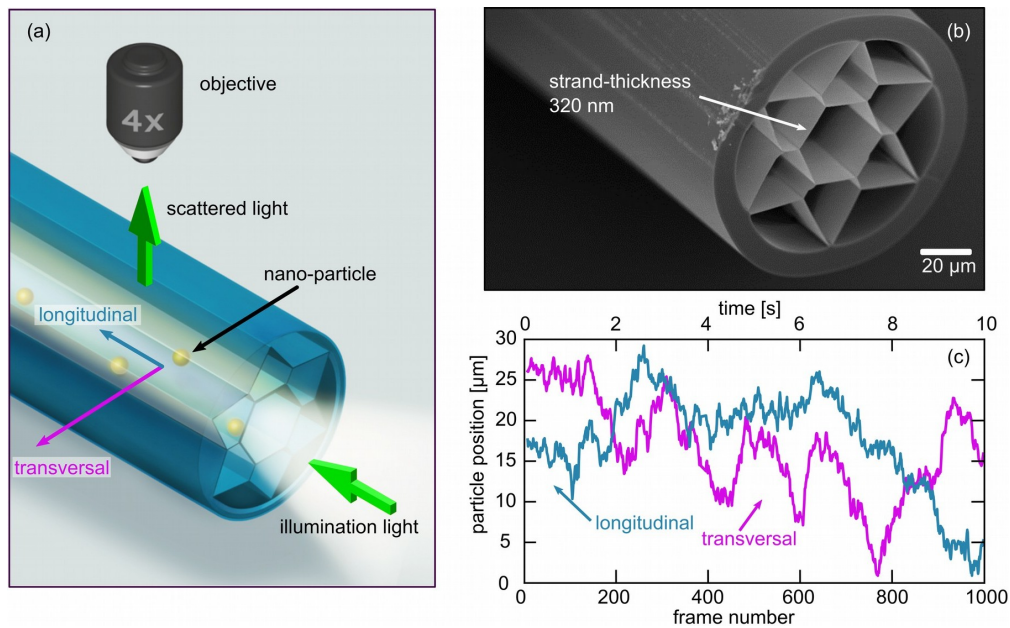 (a)
objective
4x
scattered light
nano-particle
longitudinal
transversal
illumination light
(b)
strand-thickness
320 nm
20 µm
time [s]
0 2 4 6 8 10
(c)
particle position [µm]
30
25
20
15
10
5
0
longitudinal
transversal
0 200 400 600 800 1000
frame number